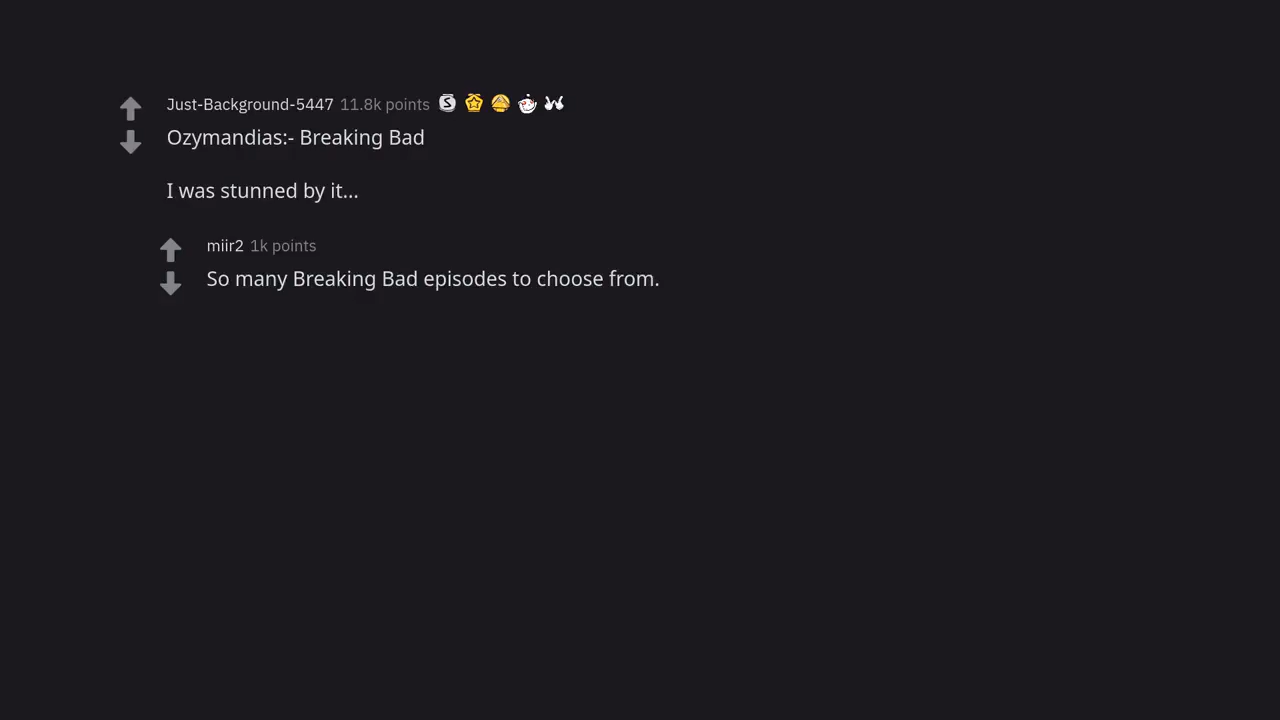 Just-Background-5447 11.8k points
Ozymandias:- Breaking Bad
I was stunned by it...
miir2 1k points
So many Breaking Bad episodes to choose from.